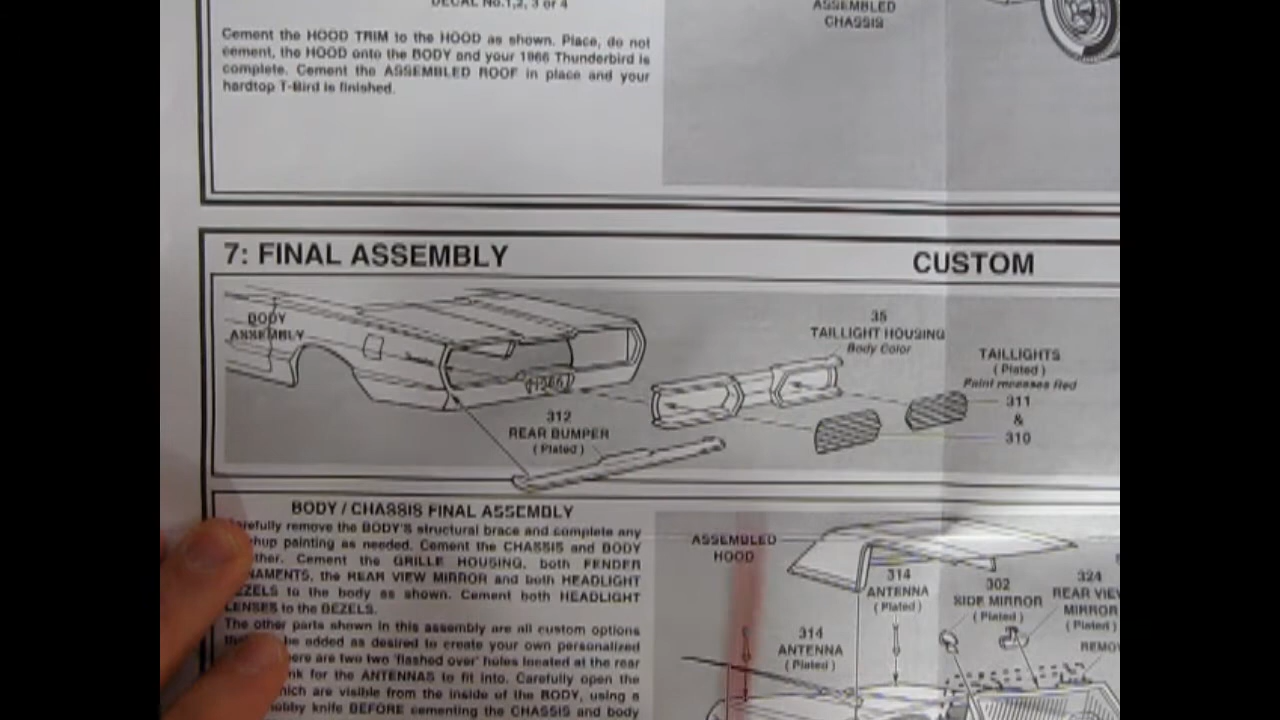 DECAL No.1,2, 3 or 4
ASSEMBLED
CHASSIS
Cement the HOOD TRIM to the HOOD as shown. Place, do not
cement, the HOOD onto the BODY and your 1966 Thunderbird is
complete. Cement the ASSEMBLED ROOF in place and your
hardtop T-Bird is finished.
7: FINAL ASSEMBLY
CUSTOM
BODY
ASSEMBLY
35
TAILLIGHT HOUSING
Body Color
TAILLIGHTS
(Plated)
Paint recesses Red
311
&
310
312
REAR BUMPER
(Plated)
BODY / CHASSIS FINAL ASSEMBLY
Carefully remove the BODY'S structural brace and complete any
painting as needed. Cement the CHASSIS and BODY
Cement the GRILLE HOUSING, both FENDER
the REAR VIEW MIRROR and both HEADLIGHT
to the body as shown. Cement both HEADLIGHT
LENSES to the BEZELS.
The other parts shown in this assembly are all custom options
be added as desired to create your own personalized
are two two 'flashed over' holes located at the rear
for the ANTENNAS to fit into. Carefully open the
which are visible from the inside of the BODY, using a
hobby knife BEFORE cementing the CHASSIS and body
ASSEMBLED
HOOD
314
ANTENNA
(Plated)
314
ANTENNA
(Plated)
302
SIDE MIRROR
(Plated)
324
REAR VIEW
MIRROR
(Plated)